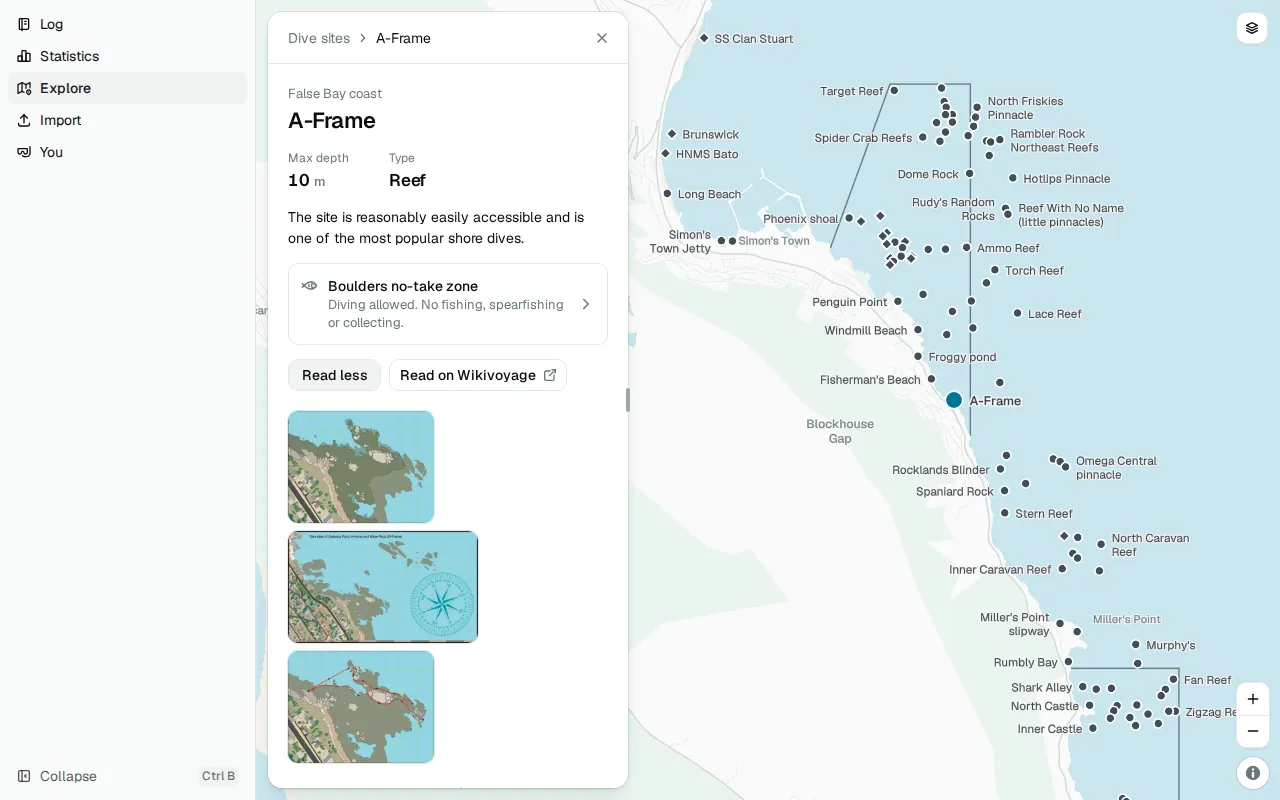 Log
Statistics
Explore
Import
You
Collapse
Ctrl B
Dive sites
A-Frame
False Bay coast
A-Frame
Max depth
Type
10 m
Reef
The site is reasonably easily accessible and is
one of the most popular shore dives.
Boulders no-take zone
Diving allowed. No fishing, spearfishing
or collecting.
Read less
Read on Wikivoyage
SS Clan Stuart
Target Reef
North Friskies
Pinnacle
Brunswick
Spider Crab Reefs
Rambler Rock
Northeast Reefs
HNMS Bato
Dome Rock
Hotlips Pinnacle
Long Beach
Rudy's Random
Rocks
Reef With No Name
(little pinnacles)
Phoenix shoal
Simon's
Town Jetty
Simon's Town
Ammo Reef
Torch Reef
Penguin Point
Lace Reef
Windmill Beach
Froggy pond
Fisherman's Beach
A-Frame
Blockhouse
Gap
Omega Central
pinnacle
Rocklands Blinder
Spaniard Rock
Stern Reef
North Caravan
Reef
Inner Caravan Reef
Miller's Point
slipway
Miller's Point
Murphy's
Rumbly Bay
Fan Reef
Shark Alley
North Castle
Zigzag Re
Inner Castle